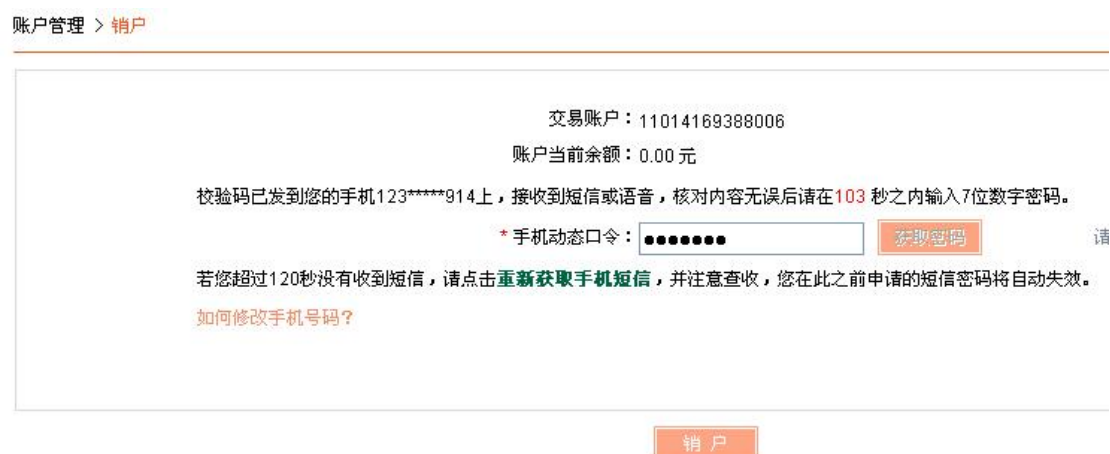 账户管理 > 销户
交易账户：11014169388006
账户当前余额：0.00 元
校验码已发到您的手机123*****914上，接收到短信或语音，核对内容无误后请在103 秒之内输入7位数字密码。
* 手机动态口令：●●●●●●● 获取密码 请
若您超过120秒没有收到短信，请点击重新获取手机短信，并注意查收，您在此之前申请的短信密码将自动失效。
如何修改手机号码？
销 户